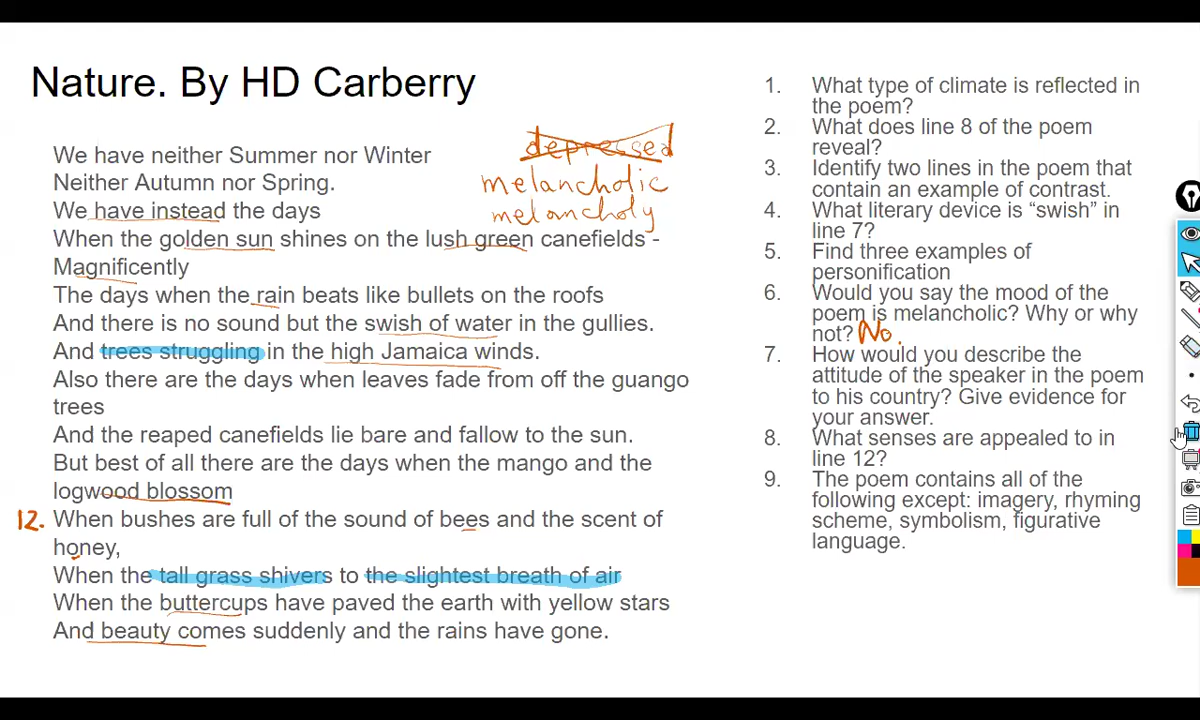 Nature. By HD Carberry
depressed
melancholic
melancholy
We have neither Summer nor Winter
Neither Autumn nor Spring.
We have instead the days
When the golden sun shines on the lush green canefields -
Magnificently
The days when the rain beats like bullets on the roofs
And there is no sound but the swish of water in the gullies.
And trees struggling in the high Jamaica winds.
Also there are the days when leaves fade from off the guango
trees
And the reaped canefields lie bare and fallow to the sun.
But best of all there are the days when the mango and the
logwood blossom
12. When bushes are full of the sound of bees and the scent of
honey,
When the tall grass shivers to the slightest breath of air
When the buttercups have paved the earth with yellow stars
And beauty comes suddenly and the rains have gone.
1. What type of climate is reflected in
the poem?
2. What does line 8 of the poem
reveal?
3. Identify two lines in the poem that
contain an example of contrast.
4. What literary device is “swish” in
line 7?
5. Find three examples of
personification
6. Would you say the mood of the
poem is melancholic? Why or why
not? No.
7. How would you describe the
attitude of the speaker in the poem
to his country? Give evidence for
your answer.
8. What senses are appealed to in
line 12?
9. The poem contains all of the
following except: imagery, rhyming
scheme, symbolism, figurative
language.